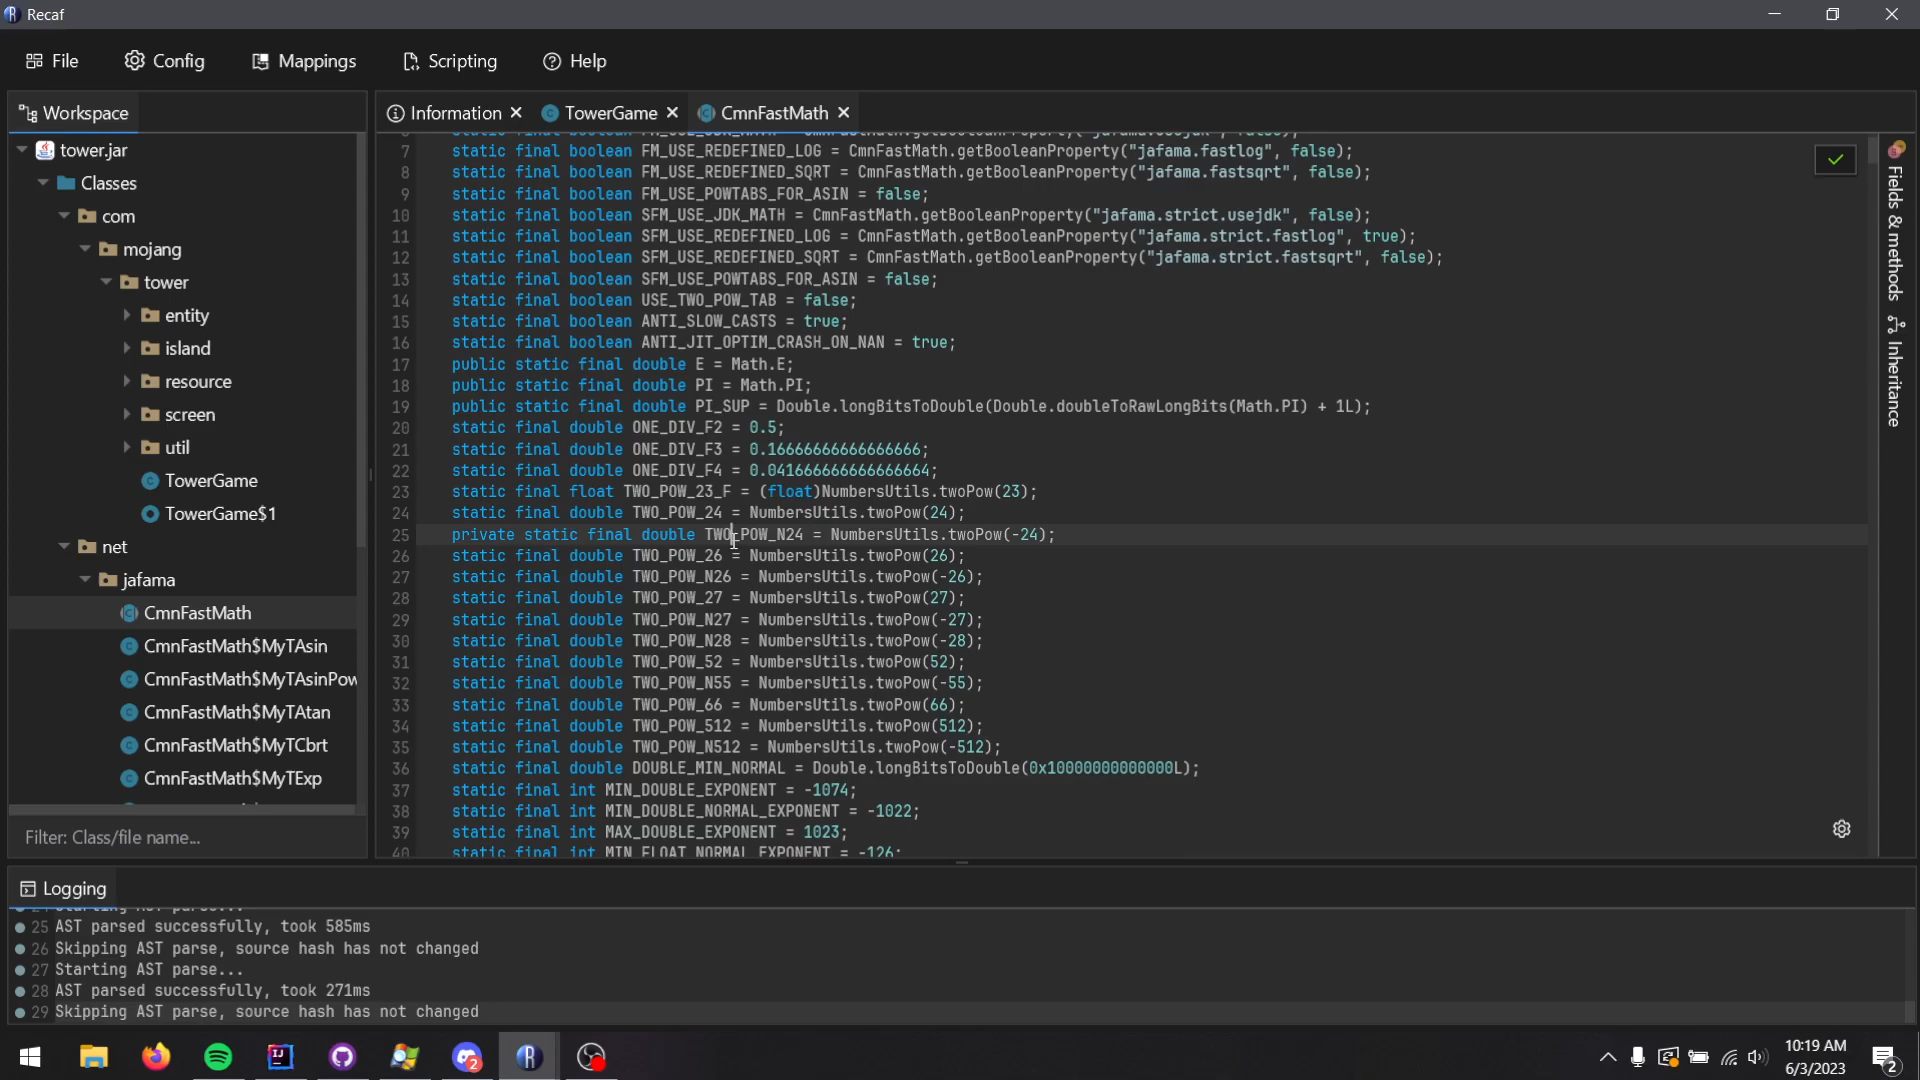 Recaf
File
Config
Mappings
Scripting
Help
Workspace
tower.jar
Classes
com
mojang
tower
entity
island
resource
screen
util
TowerGame
TowerGame$1
net
jafama
CmnFastMath
CmnFastMath$MyTAsin
CmnFastMath$MyTAsinPow
CmnFastMath$MyTAtan
CmnFastMath$MyTCbrt
CmnFastMath$MyTExp
Filter: Class/file name...
Information
TowerGame
CmnFastMath
7 static final boolean FM_USE_REDEFINED_LOG = CmnFastMath.getBooleanProperty("jafama.fastlog", false);
8 static final boolean FM_USE_REDEFINED_SQRT = CmnFastMath.getBooleanProperty("jafama.fastsqrt", false);
9 static final boolean FM_USE_POWTABS_FOR_ASIN = false;
10 static final boolean SFM_USE_JDK_MATH = CmnFastMath.getBooleanProperty("jafama.strict.usejdk", false);
11 static final boolean SFM_USE_REDEFINED_LOG = CmnFastMath.getBooleanProperty("jafama.strict.fastlog", true);
12 static final boolean SFM_USE_REDEFINED_SQRT = CmnFastMath.getBooleanProperty("jafama.strict.fastsqrt", false);
13 static final boolean SFM_USE_POWTABS_FOR_ASIN = false;
14 static final boolean USE_TWO_POW_TAB = false;
15 static final boolean ANTI_SLOW_CASTS = true;
16 static final boolean ANTI_JIT_OPTIM_CRASH_ON_NAN = true;
17 public static final double E = Math.E;
18 public static final double PI = Math.PI;
19 public static final double PI_SUP = Double.longBitsToDouble(Double.doubleToRawLongBits(Math.PI) + 1L);
20 static final double ONE_DIV_F2 = 0.5;
21 static final double ONE_DIV_F3 = 0.16666666666666666;
22 static final double ONE_DIV_F4 = 0.041666666666666664;
23 static final float TWO_POW_23_F = (float)NumbersUtils.twoPow(23);
24 static final double TWO_POW_24 = NumbersUtils.twoPow(24);
25 private static final double TWO_POW_N24 = NumbersUtils.twoPow(-24);
26 static final double TWO_POW_26 = NumbersUtils.twoPow(26);
27 static final double TWO_POW_N26 = NumbersUtils.twoPow(-26);
28 static final double TWO_POW_27 = NumbersUtils.twoPow(27);
29 static final double TWO_POW_N27 = NumbersUtils.twoPow(-27);
30 static final double TWO_POW_N28 = NumbersUtils.twoPow(-28);
31 static final double TWO_POW_52 = NumbersUtils.twoPow(52);
32 static final double TWO_POW_N55 = NumbersUtils.twoPow(-55);
33 static final double TWO_POW_66 = NumbersUtils.twoPow(66);
34 static final double TWO_POW_512 = NumbersUtils.twoPow(512);
35 static final double TWO_POW_N512 = NumbersUtils.twoPow(-512);
36 static final double DOUBLE_MIN_NORMAL = Double.longBitsToDouble(0x10000000000000L);
37 static final int MIN_DOUBLE_EXPONENT = -1074;
38 static final int MIN_DOUBLE_NORMAL_EXPONENT = -1022;
39 static final int MAX_DOUBLE_EXPONENT = 1023;
40 static final int MIN_FLOAT_NORMAL_EXPONENT = -126;
Fields & methods
Inheritance
Logging
25 AST parsed successfully, took 585ms
26 Skipping AST parse, source hash has not changed
27 Starting AST parse...
28 AST parsed successfully, took 271ms
29 Skipping AST parse, source hash has not changed
10:19 AM
6/3/2023
2
2